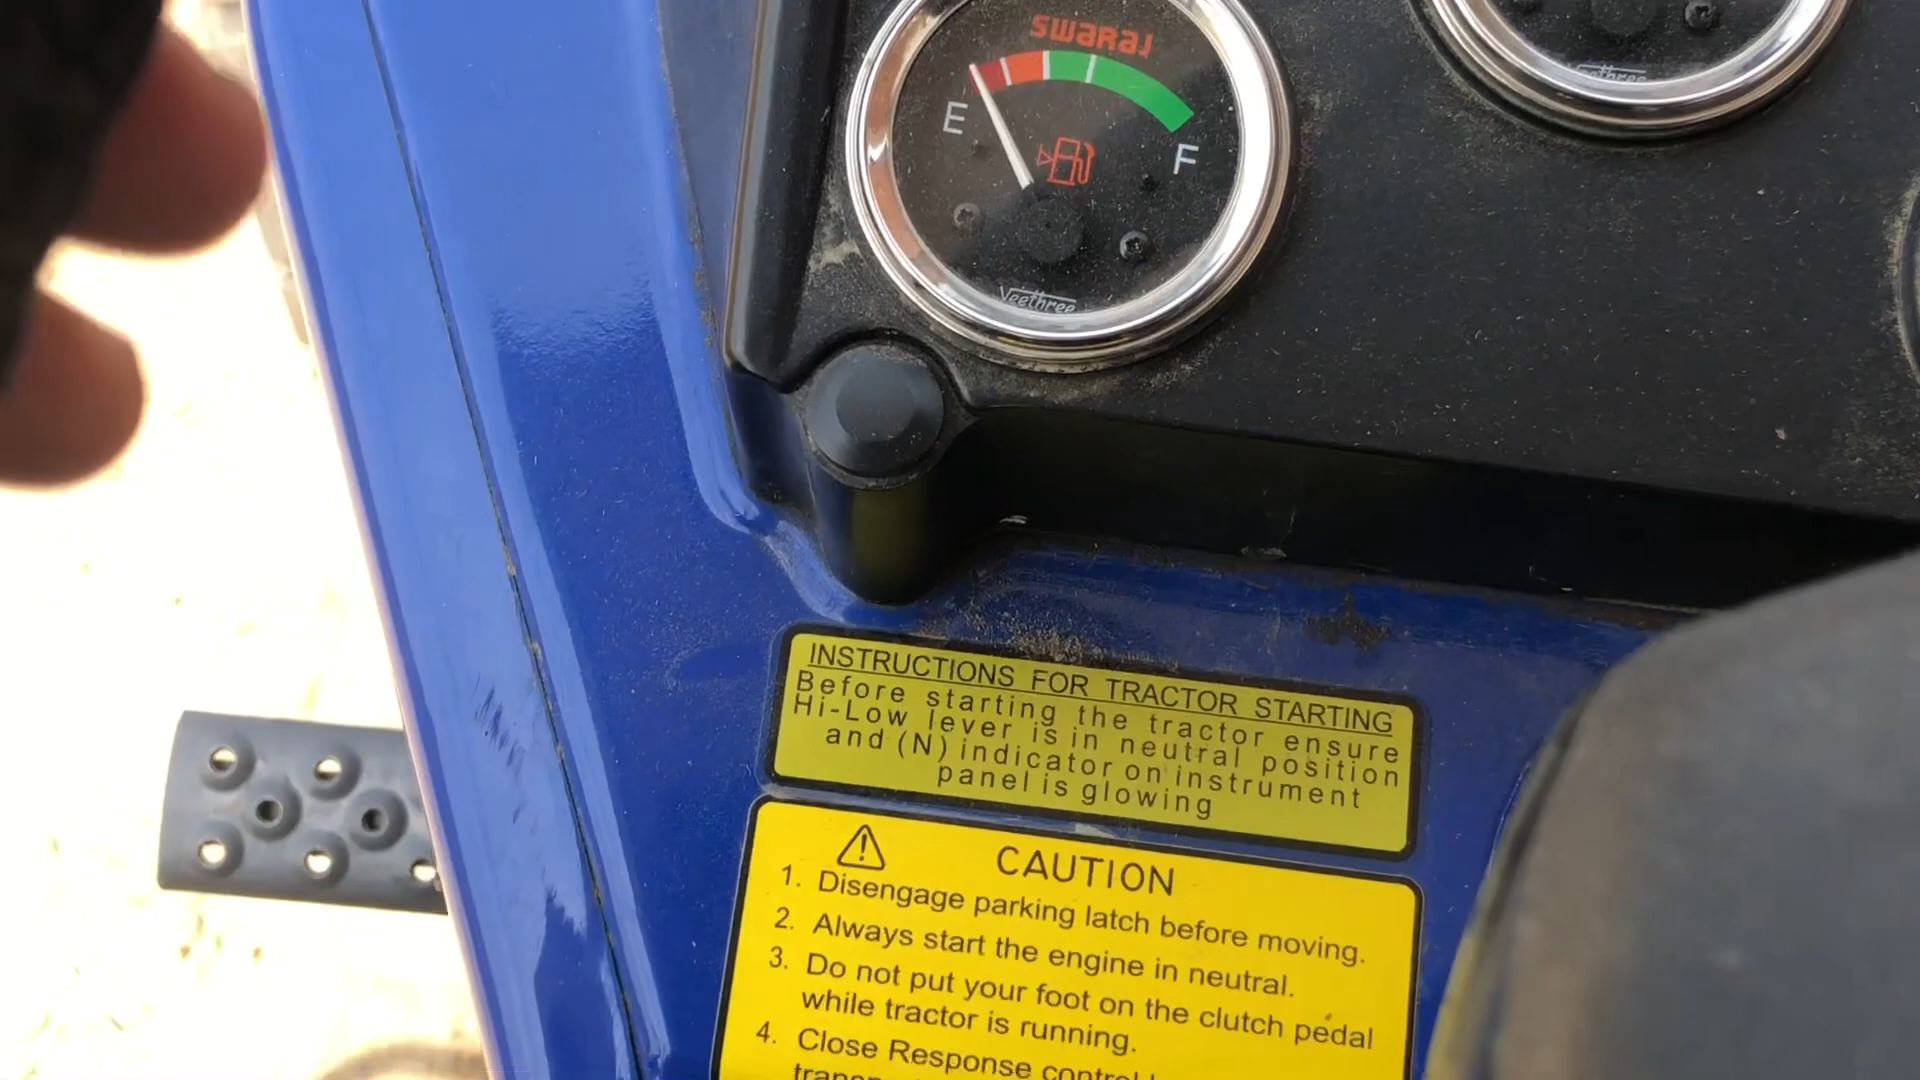 swaraj
E
F
Veethree
INSTRUCTIONS FOR TRACTOR STARTING
Before starting the tractor ensure
Hi-Low lever is in neutral position
and (N) indicator on instrument
panel is glowing
CAUTION
1. Disengage parking latch before moving.
2. Always start the engine in neutral.
3. Do not put your foot on the clutch pedal
while tractor is running.
4. Close Response control